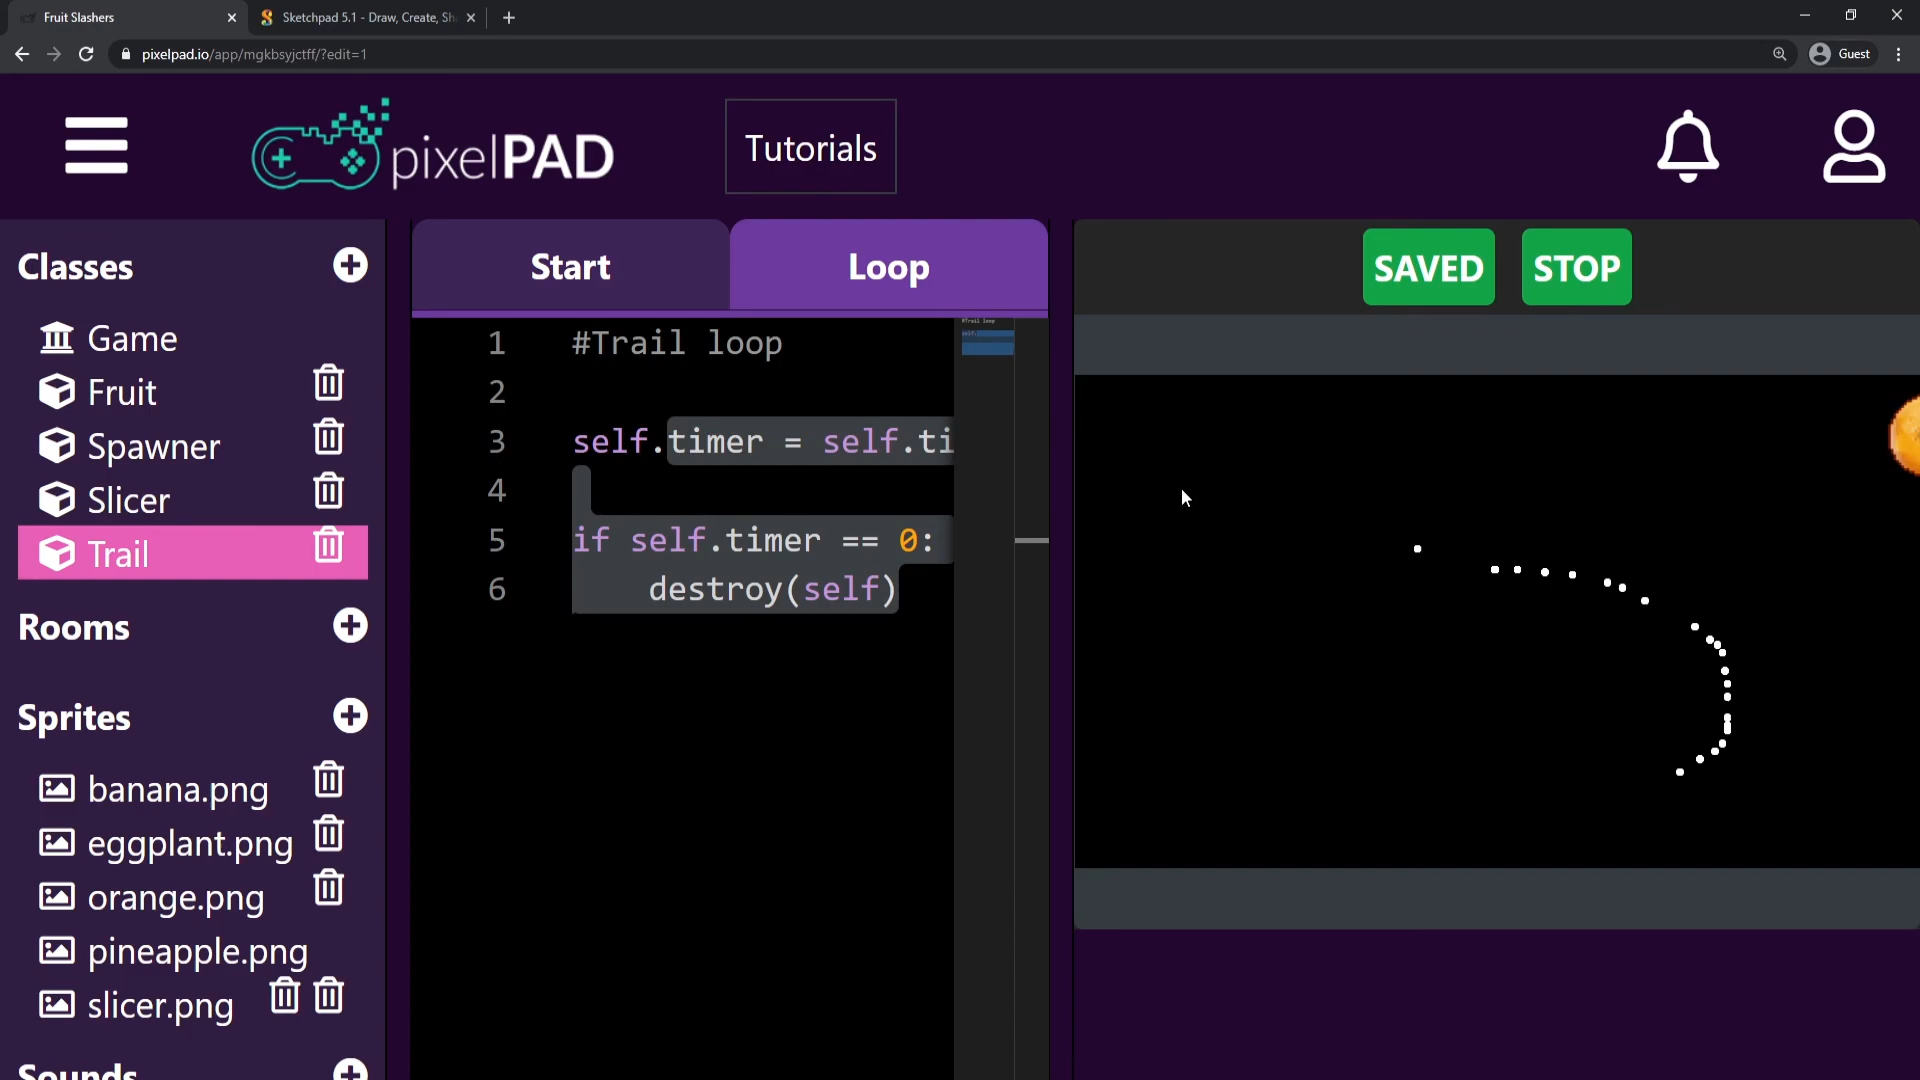 Fruit Slashers
Sketchpad 5.1 - Draw, Create, Sh
pixelpad.io/app/mgkbsyjctff/?edit=1
Guest
pixelPAD
Tutorials
Classes
Game
Fruit
Spawner
Slicer
Trail
Rooms
Sprites
banana.png
eggplant.png
orange.png
pineapple.png
slicer.png
Sounds
Start
Loop
1 #Trail loop
2
3 self.timer = self.ti
4
5 if self.timer == 0:
6 destroy(self)
#Trail loop
SAVED
STOP